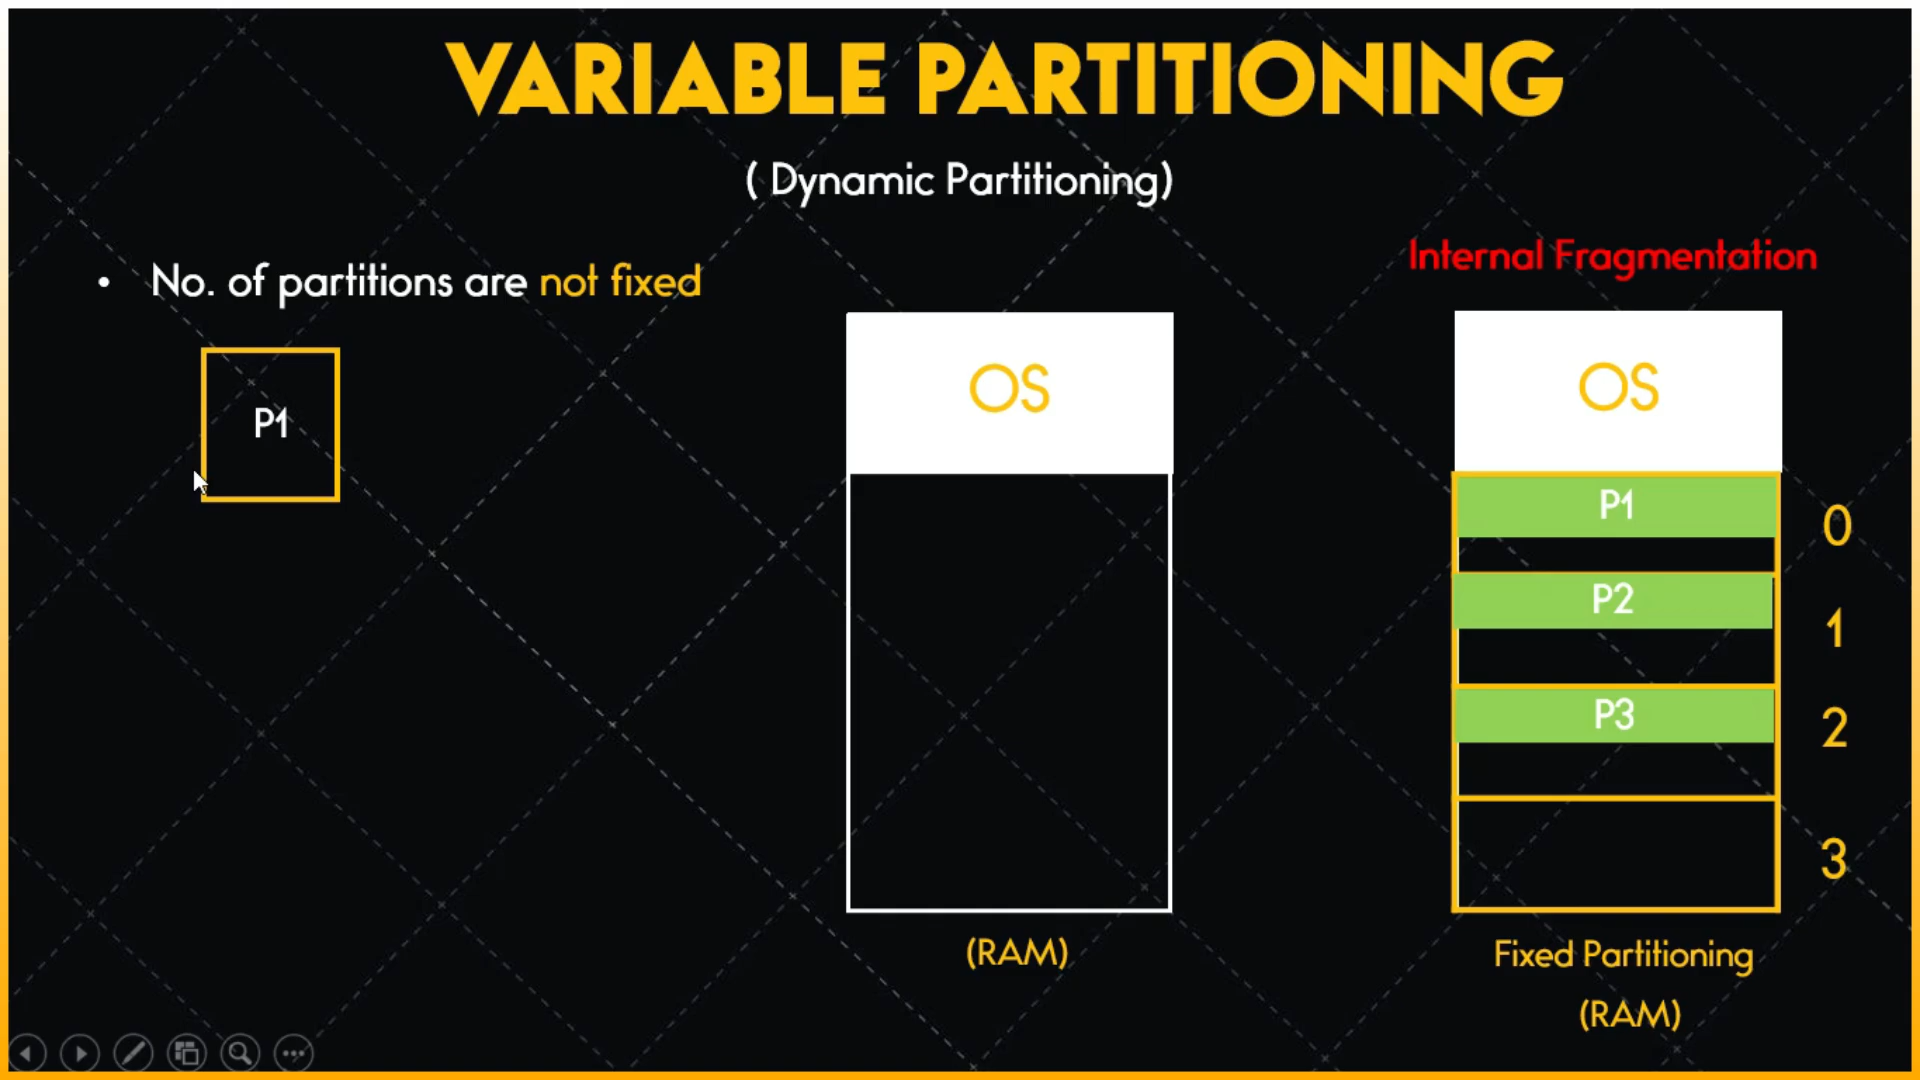 VARIABLE PARTITIONING
( Dynamic Partitioning)
• No. of partitions are not fixed
P1
OS
(RAM)
Internal Fragmentation
OS
P1
0
P2
1
P3
2
3
Fixed Partitioning
(RAM)